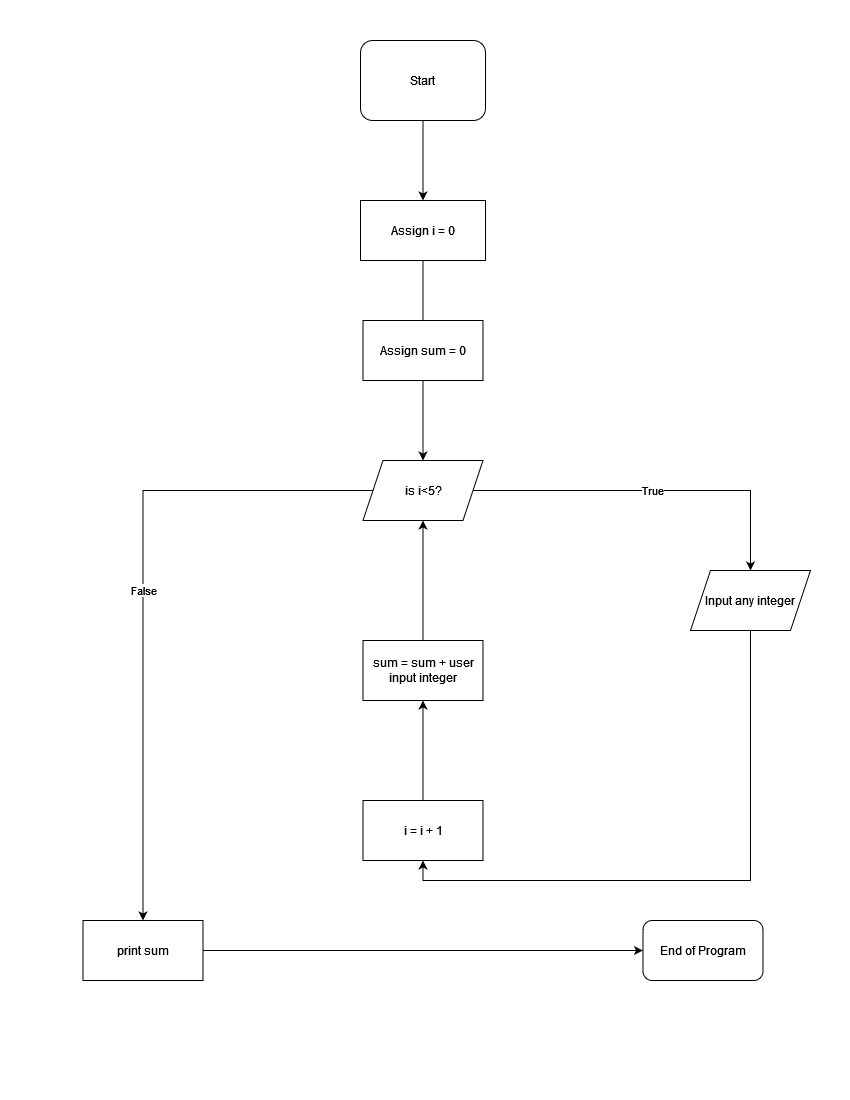 Start
Assign i = 0
Assign sum = 0
is i<5?
True
False
Input any integer
sum = sum + user
input integer
i = i + 1
print sum
End of Program